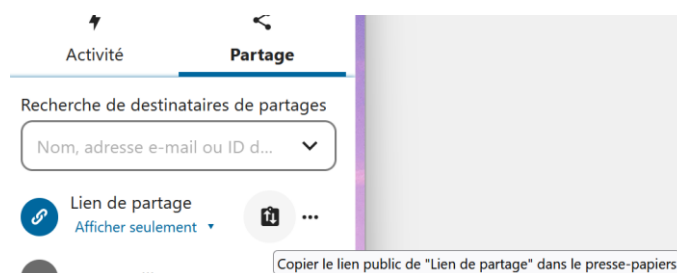 Activité
Partage
Recherche de destinataires de partages
Nom, adresse e-mail ou ID d...
Lien de partage
Afficher seulement
Copier le lien public de "Lien de partage" dans le presse-papiers